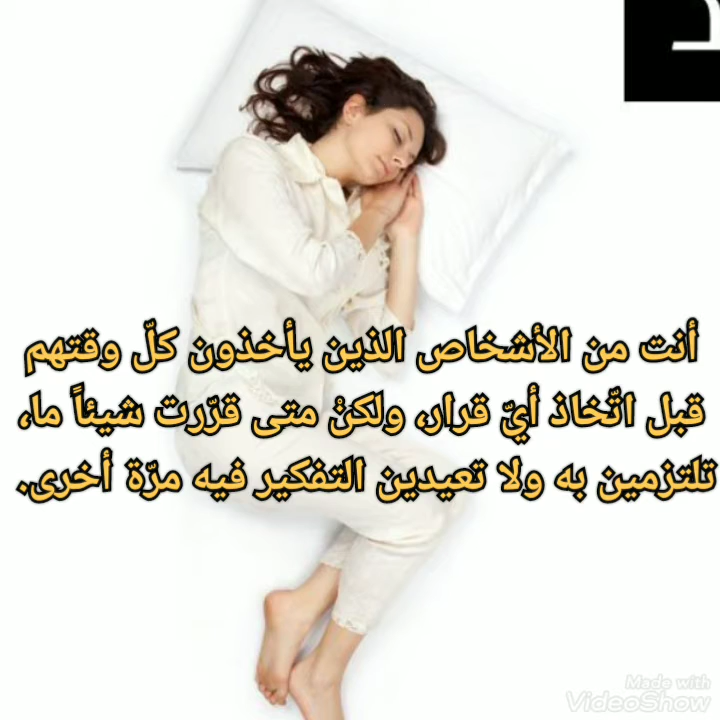 أنت من الأشخاص الذين يأخذون كلّ وقتهم
قبل اتّخاذ أيّ قرار، ولكنْ متى قرّرت شيئاً ما،
تلتزمين به ولا تعيدين التفكير فيه مرّة أخرى.
Made with
VideoShow